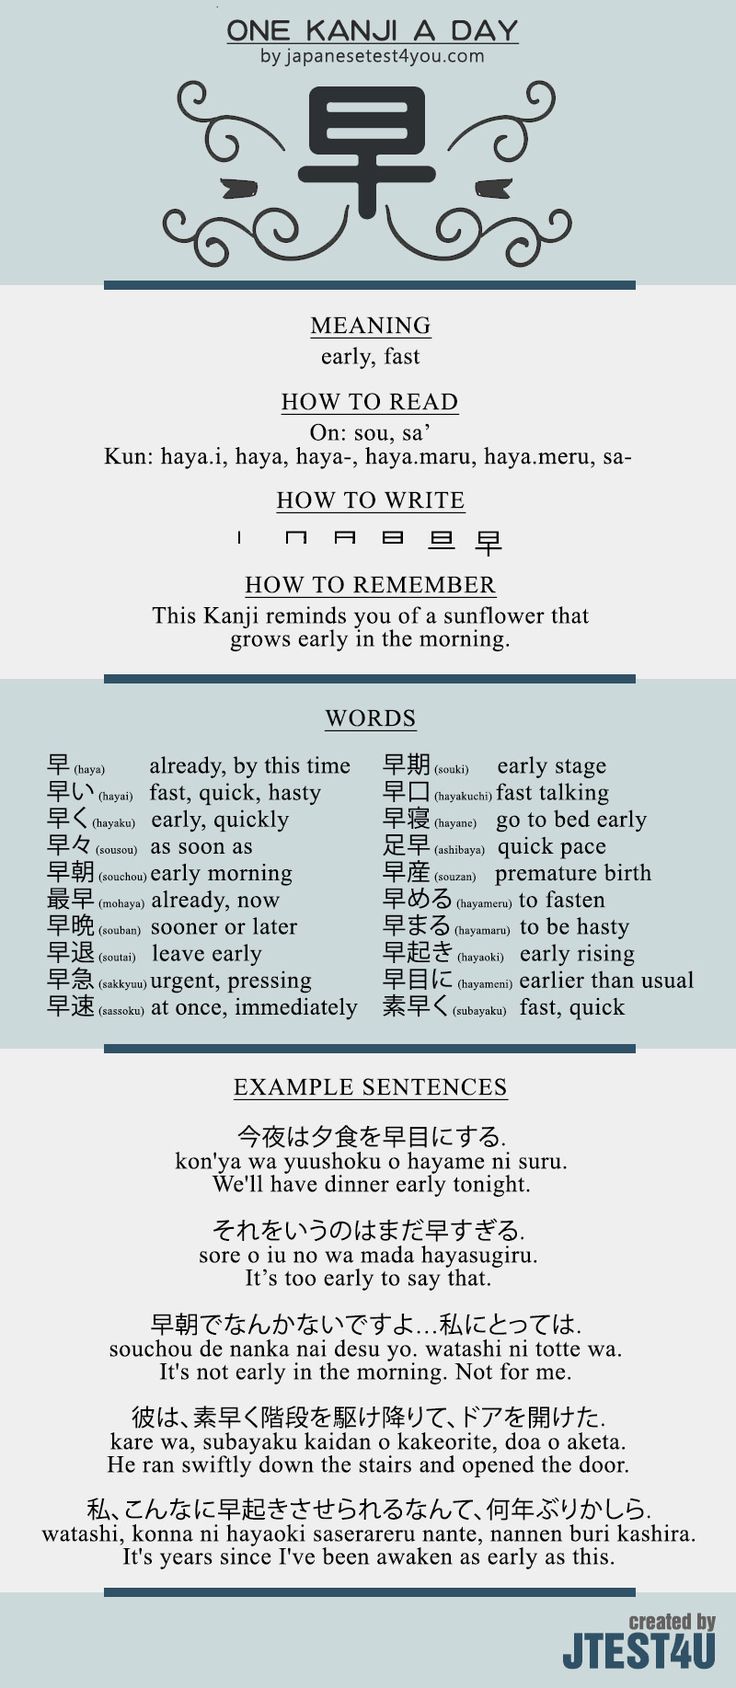 ONE KANJI A DAY
by japanesetest4you.com
早
MEANING
early, fast
HOW TO READ
On: sou, sa’
Kun: haya.i, haya, haya-, haya.maru, haya.meru, sa-
HOW TO WRITE
HOW TO REMEMBER
This Kanji reminds you of a sunflower that
grows early in the morning.
WORDS
早 (haya) already, by this time
早い (hayai) fast, quick, hasty
早く (hayaku) early, quickly
早々 (sousou) as soon as
早朝 (souchou) early morning
最早 (mohaya) already, now
早晩 (souban) sooner or later
早退 (soutai) leave early
早急 (sakkyuu) urgent, pressing
早速 (sassoku) at once, immediately
早期 (souki) early stage
早口 (hayakuchi) fast talking
早寝 (hayane) go to bed early
足早 (ashibaya) quick pace
早産 (souzan) premature birth
早める (hayameru) to fasten
早まる (hayamaru) to be hasty
早起き (hayaoki) early rising
早目に (hayameni) earlier than usual
素早く (subayaku) fast, quick
EXAMPLE SENTENCES
今夜は夕食を早目にする.
kon'ya wa yuushoku o hayame ni suru.
We'll have dinner early tonight.
それをいうのはまだ早すぎる.
sore o iu no wa mada hayasugiru.
It’s too early to say that.
早朝でなんかないですよ…私にとっては.
souchou de nanka nai desu yo. watashi ni totte wa.
It's not early in the morning. Not for me.
彼は、素早く階段を駆け降りて、ドアを開けた.
kare wa, subayaku kaidan o kakeorite, doa o aketa.
He ran swiftly down the stairs and opened the door.
私、こんなに早起きさせられるなんて、何年ぶりかしら.
watashi, konna ni hayaoki saserareru nante, nannen buri kashira.
It's years since I've been awaken as early as this.
created by
JTEST4U